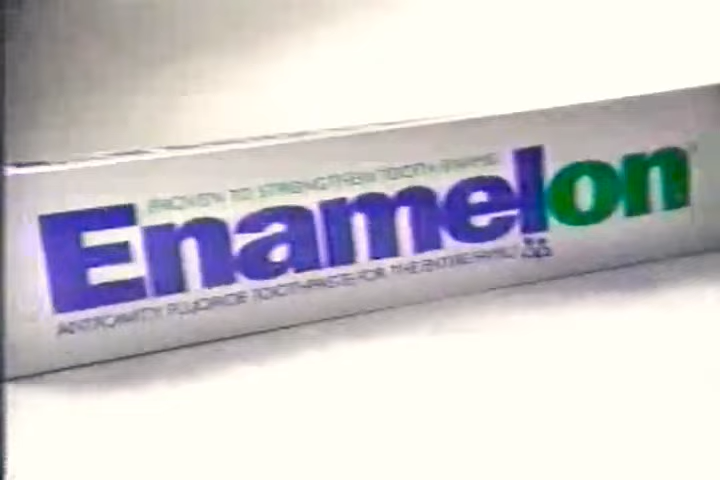 PROVEN TO STRENGTHEN TOOTH ENAMEL
Enamelon
ANTICAVITY FLUORIDE TOOTHPASTE FOR THE ENTIRE FAMILY